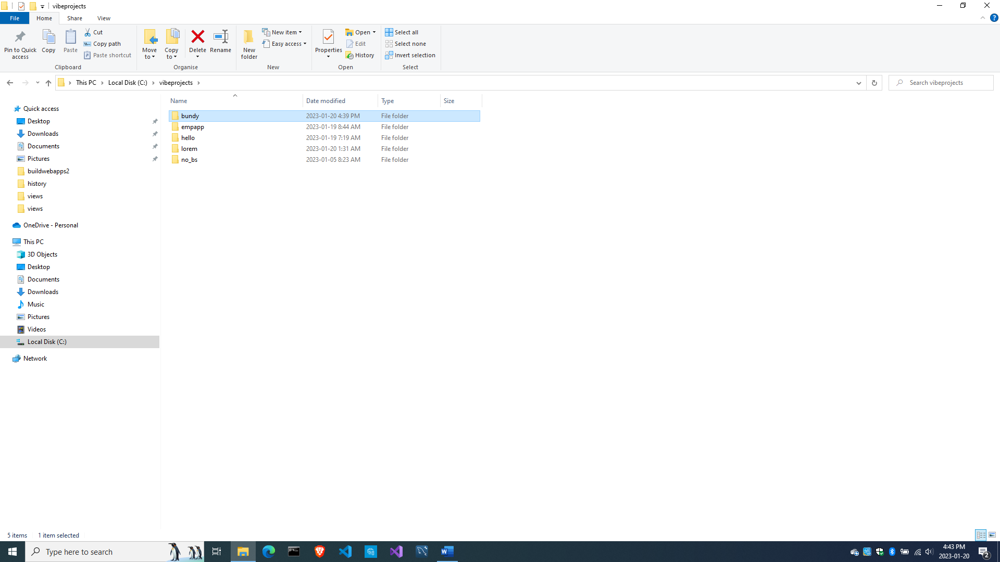 vibeprojects
File Home Share View
Pin to Quick access
Copy
Paste
Cut
Copy path
Paste shortcut
Clipboard
Move to
Copy to
Delete
Rename
Organise
New folder
New item
Easy access
New
Properties
Open
Edit
History
Open
Select all
Select none
Invert selection
Select
This PC › Local Disk (C:) › vibeprojects ›
Search vibeprojects
Quick access
Desktop
Downloads
Documents
Pictures
buildwebapps2
history
views
views
OneDrive - Personal
This PC
3D Objects
Desktop
Documents
Downloads
Music
Pictures
Videos
Local Disk (C:)
Network
Name Date modified Type Size
bundy 2023-01-20 4:39 PM File folder
empapp 2023-01-19 8:44 AM File folder
hello 2023-01-19 7:19 AM File folder
lorem 2023-01-20 1:31 AM File folder
no_bs 2023-01-05 8:23 AM File folder
5 items 1 item selected
Type here to search
4:43 PM
2023-01-20
2